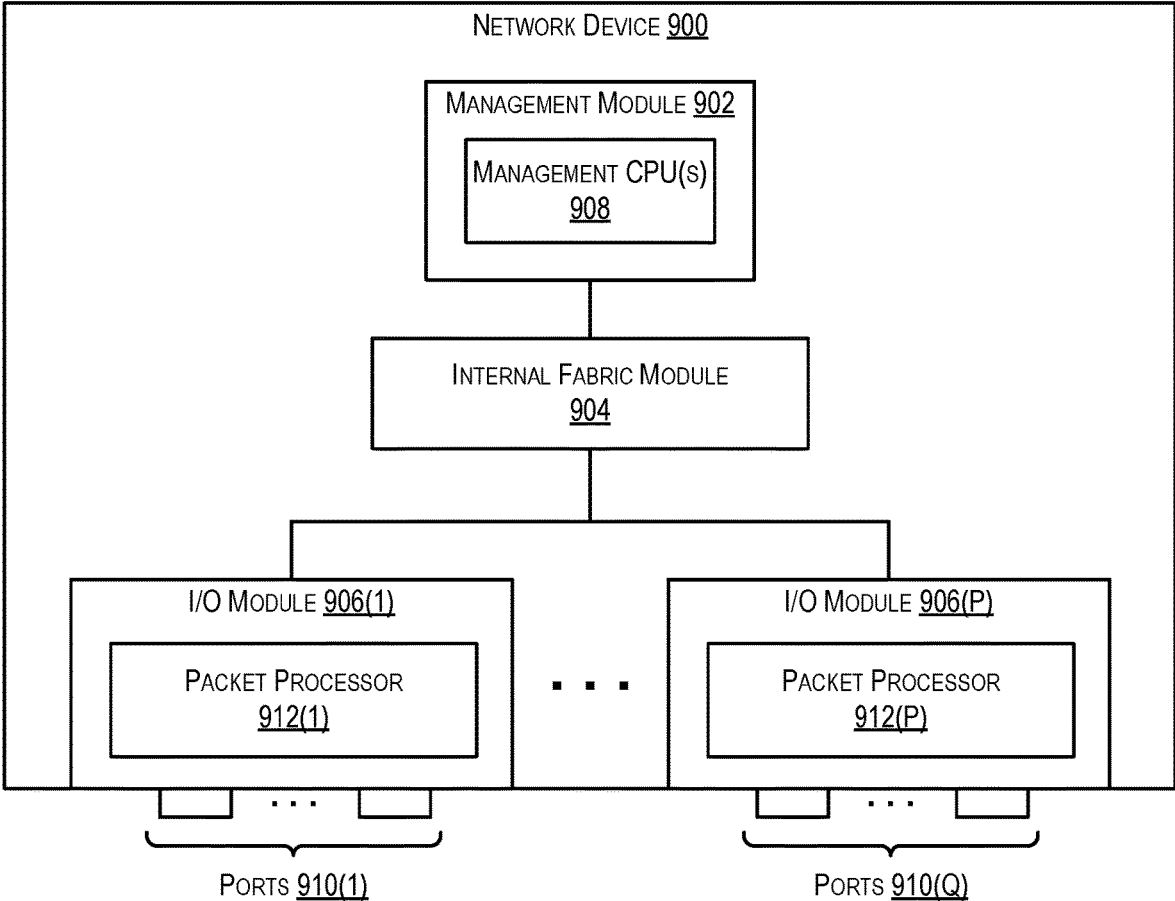 NETWORK DEVICE 900
MANAGEMENT MODULE 902
MANAGEMENT CPU(S)
908
INTERNAL FABRIC MODULE
904
I/O MODULE 906(1)
I/O MODULE 906(P)
PACKET PROCESSOR
912(1)
. . .
PACKET PROCESSOR
912(P)
. . .
. . .
PORTS 910(1)
PORTS 910(Q)